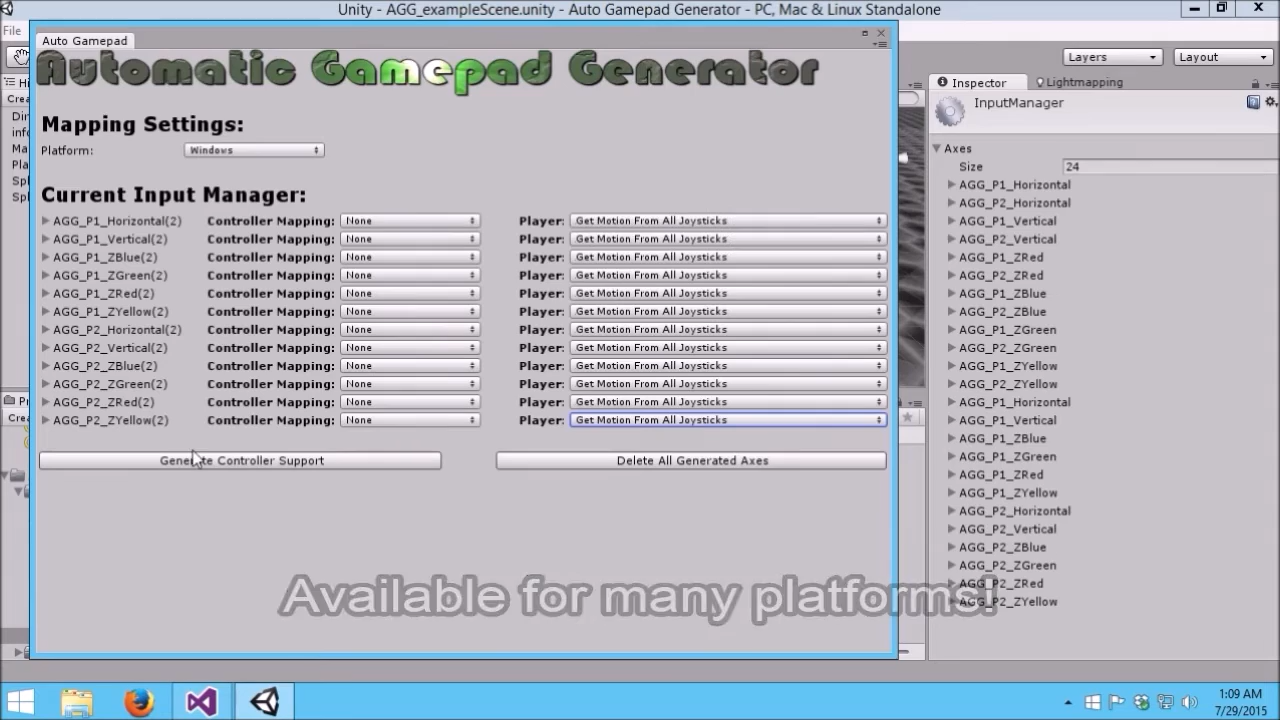 Unity - AGG_exampleScene.unity - Auto Gamepad Generator - PC, Mac & Linux Standalone
File
Auto Gamepad
Automatic Gamepad Generator
Mapping Settings:
Platform: Windows
Current Input Manager:
AGG_P1_Horizontal(2) Controller Mapping: None Player: Get Motion From All Joysticks
AGG_P1_Vertical(2) Controller Mapping: None Player: Get Motion From All Joysticks
AGG_P1_ZBlue(2) Controller Mapping: None Player: Get Motion From All Joysticks
AGG_P1_ZGreen(2) Controller Mapping: None Player: Get Motion From All Joysticks
AGG_P1_ZRed(2) Controller Mapping: None Player: Get Motion From All Joysticks
AGG_P1_ZYellow(2) Controller Mapping: None Player: Get Motion From All Joysticks
AGG_P2_Horizontal(2) Controller Mapping: None Player: Get Motion From All Joysticks
AGG_P2_Vertical(2) Controller Mapping: None Player: Get Motion From All Joysticks
AGG_P2_ZBlue(2) Controller Mapping: None Player: Get Motion From All Joysticks
AGG_P2_ZGreen(2) Controller Mapping: None Player: Get Motion From All Joysticks
AGG_P2_ZRed(2) Controller Mapping: None Player: Get Motion From All Joysticks
AGG_P2_ZYellow(2) Controller Mapping: None Player: Get Motion From All Joysticks
Generate Controller Support Delete All Generated Axes
Available for many platforms!
Layers Layout
Inspector Lightmapping
InputManager
Axes
Size 24
AGG_P1_Horizontal
AGG_P2_Horizontal
AGG_P1_Vertical
AGG_P2_Vertical
AGG_P1_ZRed
AGG_P2_ZRed
AGG_P1_ZBlue
AGG_P2_ZBlue
AGG_P1_ZGreen
AGG_P2_ZGreen
AGG_P1_ZYellow
AGG_P2_ZYellow
AGG_P1_Horizontal
AGG_P1_Vertical
AGG_P1_ZBlue
AGG_P1_ZGreen
AGG_P1_ZRed
AGG_P1_ZYellow
AGG_P2_Horizontal
AGG_P2_Vertical
AGG_P2_ZBlue
AGG_P2_ZGreen
AGG_P2_ZRed
AGG_P2_ZYellow
1:09 AM
7/29/2015